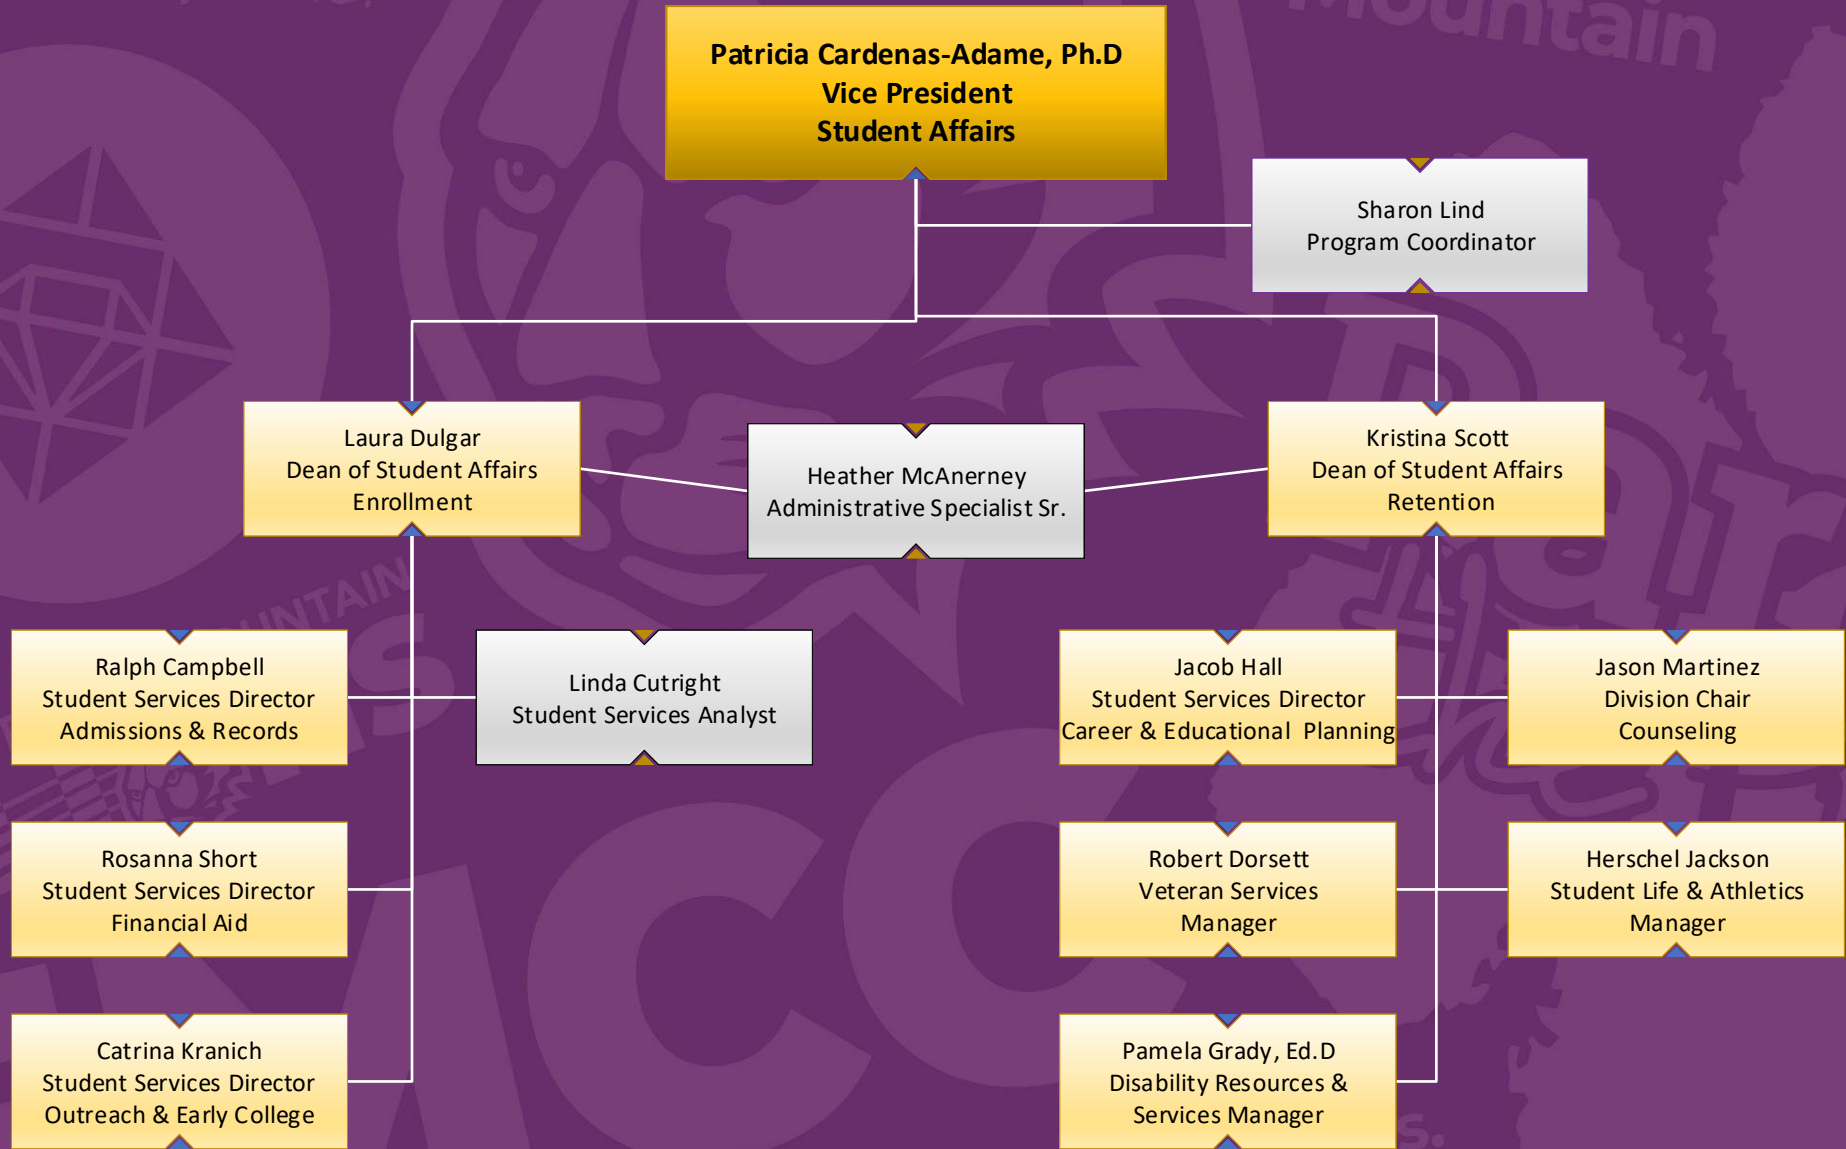 Mountain
Patricia Cardenas-Adame, Ph.D
Vice President
Student Affairs
Sharon Lind
Program Coordinator
Laura Dulgar
Dean of Student Affairs
Enrollment
Heather McAnerney
Administrative Specialist Sr.
Kristina Scott
Dean of Student Affairs
Retention
Ralph Campbell
Student Services Director
Admissions & Records
Linda Cutright
Student Services Analyst
Jacob Hall
Student Services Director
Career & Educational Planning
Jason Martinez
Division Chair
Counseling
Rosanna Short
Student Services Director
Financial Aid
Robert Dorsett
Veteran Services
Manager
Herschel Jackson
Student Life & Athletics
Manager
Catrina Kranich
Student Services Director
Outreach & Early College
Pamela Grady, Ed.D
Disability Resources &
Services Manager